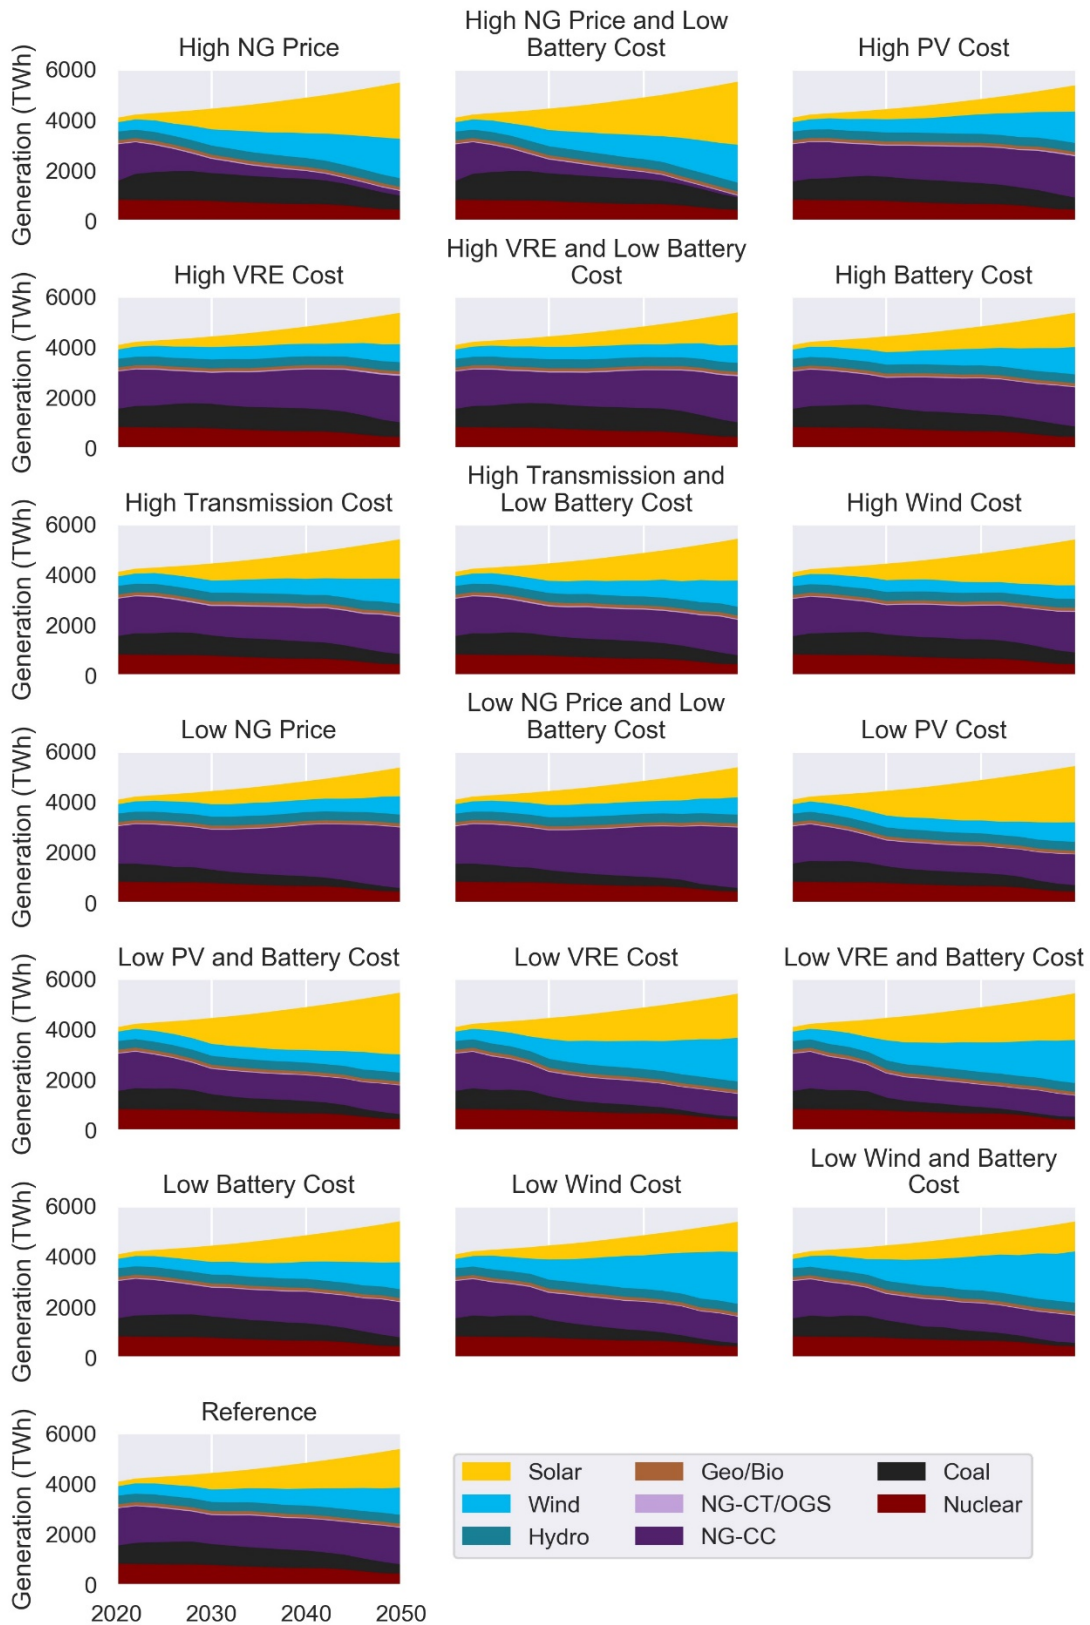 High NG Price
High NG Price and Low
Battery Cost
High PV Cost
Generation (TWh)
6000
4000
2000
0
High VRE Cost
High VRE and Low Battery
Cost
High Battery Cost
Generation (TWh)
6000
4000
2000
0
High Transmission Cost
High Transmission and
Low Battery Cost
High Wind Cost
Generation (TWh)
6000
4000
2000
0
Low NG Price
Low NG Price and Low
Battery Cost
Low PV Cost
Generation (TWh)
6000
4000
2000
0
Low PV and Battery Cost
Low VRE Cost
Low VRE and Battery Cost
Generation (TWh)
6000
4000
2000
0
Low Battery Cost
Low Wind Cost
Low Wind and Battery
Cost
Generation (TWh)
6000
4000
2000
0
Reference
Generation (TWh)
6000
4000
2000
0
2020 2030 2040 2050
Solar
Wind
Hydro
Geo/Bio
NG-CT/OGS
NG-CC
Coal
Nuclear